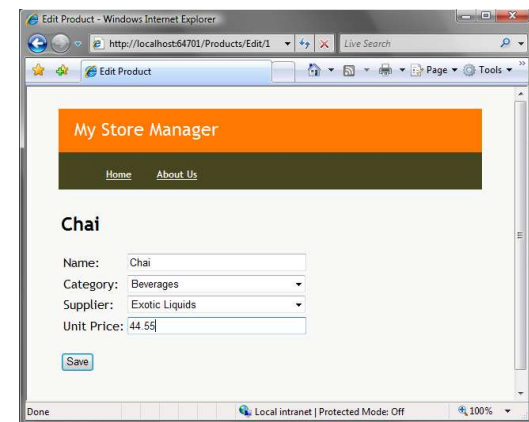 Edit Product - Windows Internet Explorer
http://localhost:64701/Products/Edit/1 Live Search
Edit Product Page Tools »
My Store Manager
Home About Us
Chai
Name: Chai
Category: Beverages
Supplier: Exotic Liquids
Unit Price: 44.55
Save
Done Local intranet | Protected Mode: Off 100%